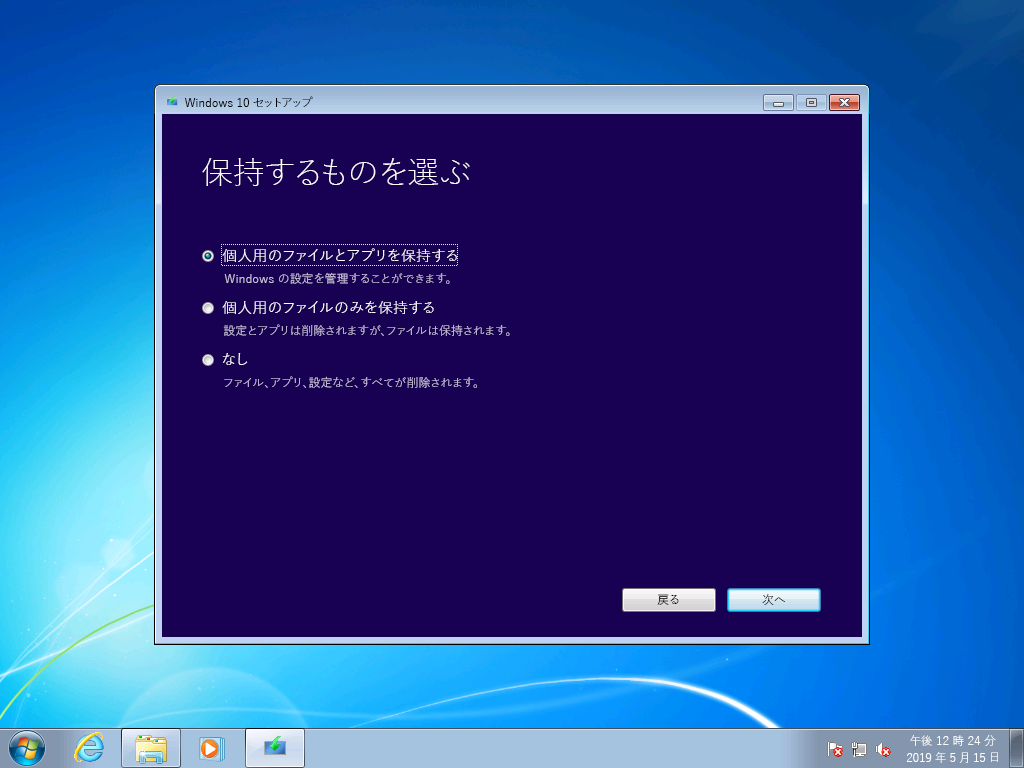 Windows 10 セットアップ
保持するものを選ぶ
個人用のファイルとアプリを保持する
Windows の設定を管理することができます。
個人用のファイルのみを保持する
設定とアプリは削除されますが、ファイルは保持されます。
なし
ファイル、アプリ、設定など、すべてが削除されます。
戻る
次へ
午後 12 時 24 分
2019 年 5 月 15 日